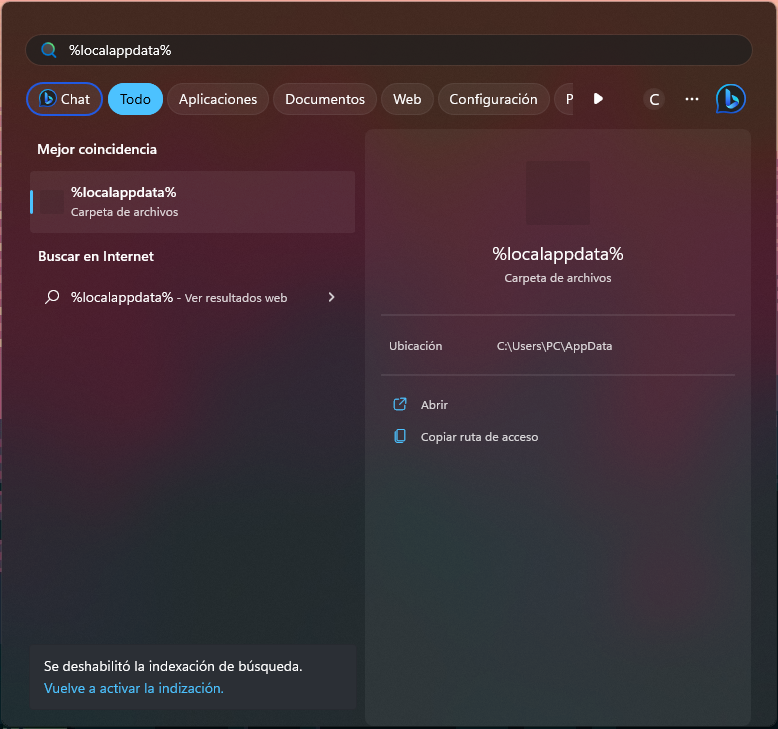 %localappdata%
Chat Todo Aplicaciones Documentos Web Configuración P C
Mejor coincidencia
%localappdata%
Carpeta de archivos
Buscar en Internet
%localappdata% - Ver resultados web
%localappdata%
Carpeta de archivos
Ubicación C:\Users\PC\AppData
Abrir
Copiar ruta de acceso
Se deshabilitó la indexación de búsqueda.
Vuelve a activar la indización.